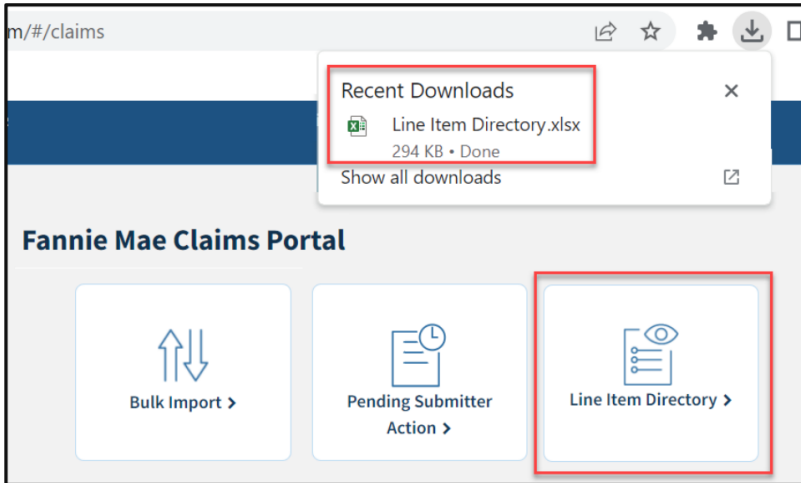 m/#/claims
Recent Downloads
Line Item Directory.xlsx
294 KB • Done
Show all downloads
Fannie Mae Claims Portal
Bulk Import >
Pending Submitter
Action >
Line Item Directory >